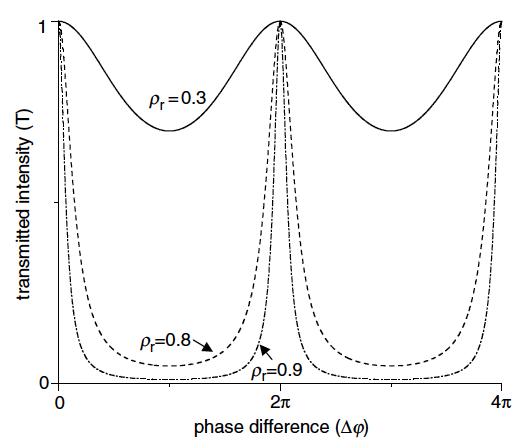 1
ρr=0.3
transmitted intensity (T)
ρr=0.8
ρr=0.9
0
0
2π
4π
phase difference (Δφ)